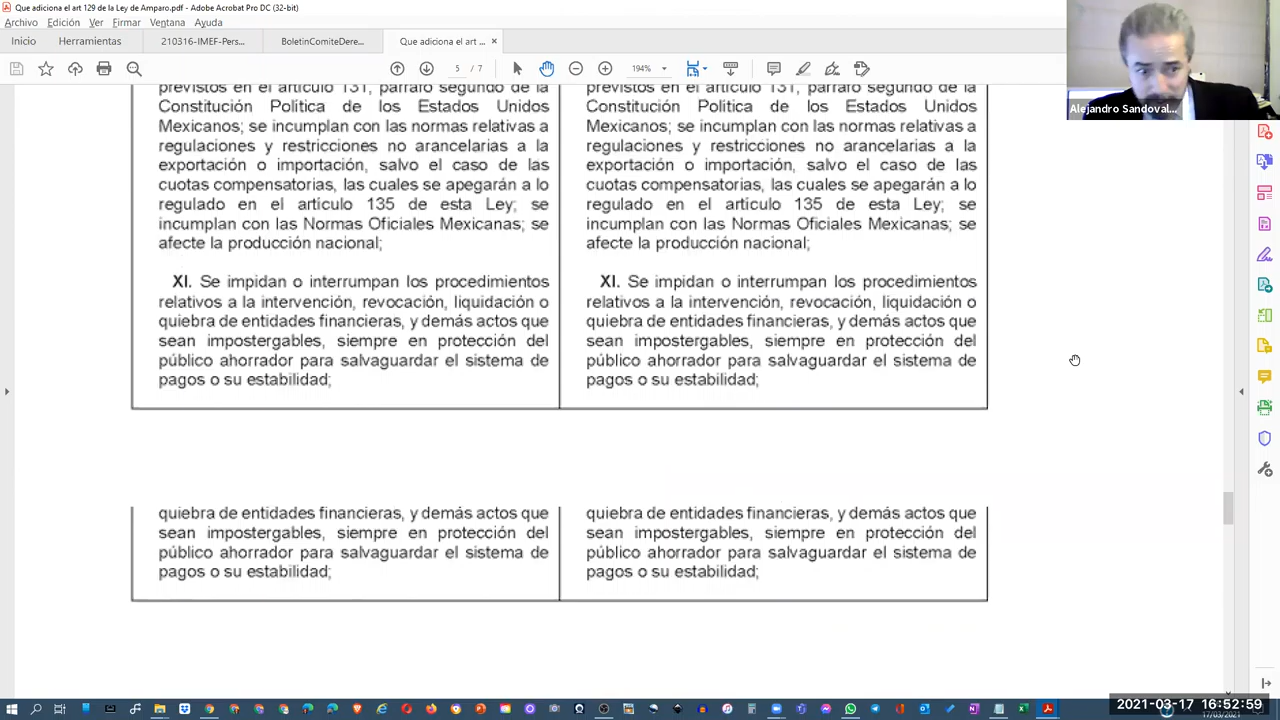 Que adiciona el art 129 de la Ley de Amparo.pdf - Adobe Acrobat Pro DC (32-bit)
Archivo Edición Ver Firmar Ventana Ayuda
Inicio Herramientas 210316-IMEF-Pers... BoletinComiteDere... Que adiciona el art ... ×
5 / 7 194%
Alejandro Sandoval...
previstos en el artículo 131, párrafo segundo de la
Constitución Política de los Estados Unidos
Mexicanos; se incumplan con las normas relativas a
regulaciones y restricciones no arancelarias a la
exportación o importación, salvo el caso de las
cuotas compensatorias, las cuales se apegarán a lo
regulado en el artículo 135 de esta Ley; se
incumplan con las Normas Oficiales Mexicanas; se
afecte la producción nacional;
XI. Se impidan o interrumpan los procedimientos
relativos a la intervención, revocación, liquidación o
quiebra de entidades financieras, y demás actos que
sean impostergables, siempre en protección del
público ahorrador para salvaguardar el sistema de
pagos o su estabilidad;
previstos en el artículo 131, párrafo segundo de la
Constitución Política de los Estados Unidos
Mexicanos; se incumplan con las normas relativas a
regulaciones y restricciones no arancelarias a la
exportación o importación, salvo el caso de las
cuotas compensatorias, las cuales se apegarán a lo
regulado en el artículo 135 de esta Ley; se
incumplan con las Normas Oficiales Mexicanas; se
afecte la producción nacional;
XI. Se impidan o interrumpan los procedimientos
relativos a la intervención, revocación, liquidación o
quiebra de entidades financieras, y demás actos que
sean impostergables, siempre en protección del
público ahorrador para salvaguardar el sistema de
pagos o su estabilidad;
quiebra de entidades financieras, y demás actos que
sean impostergables, siempre en protección del
público ahorrador para salvaguardar el sistema de
pagos o su estabilidad;
quiebra de entidades financieras, y demás actos que
sean impostergables, siempre en protección del
público ahorrador para salvaguardar el sistema de
pagos o su estabilidad;
2021-03-17 16:52:59
17/03/2021